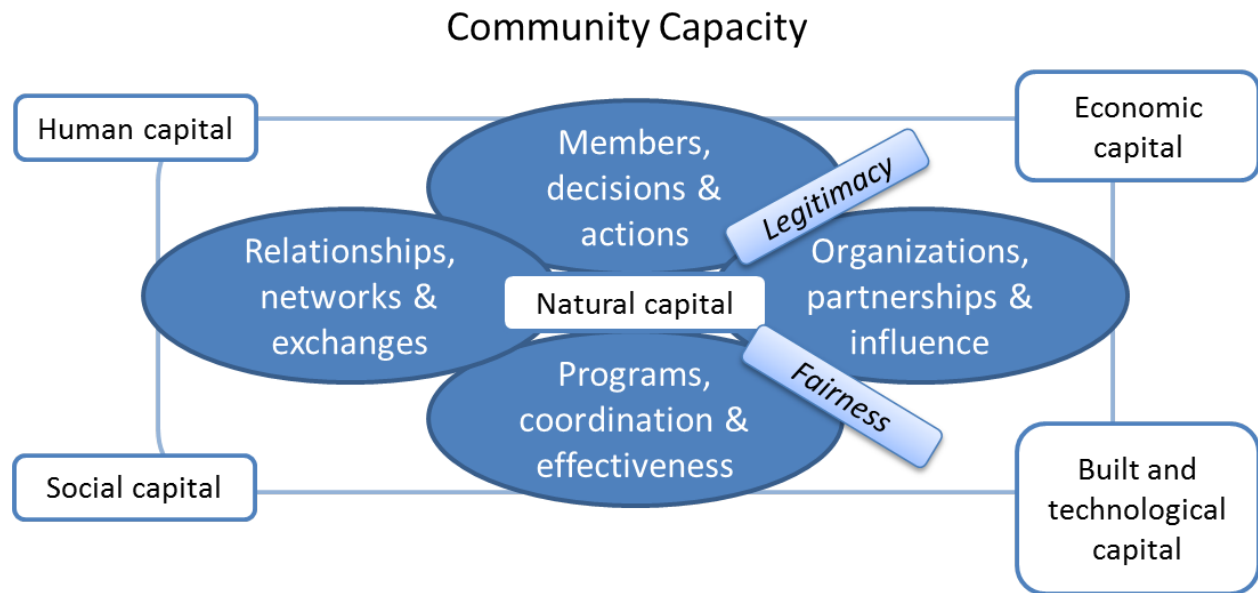 Community Capacity
Human capital
Economic
capital
Members,
decisions &
actions
Legitimacy
Relationships,
networks &
exchanges
Natural capital
Organizations,
partnerships &
influence
Programs,
coordination &
effectiveness
Fairness
Social capital
Built and
technological
capital